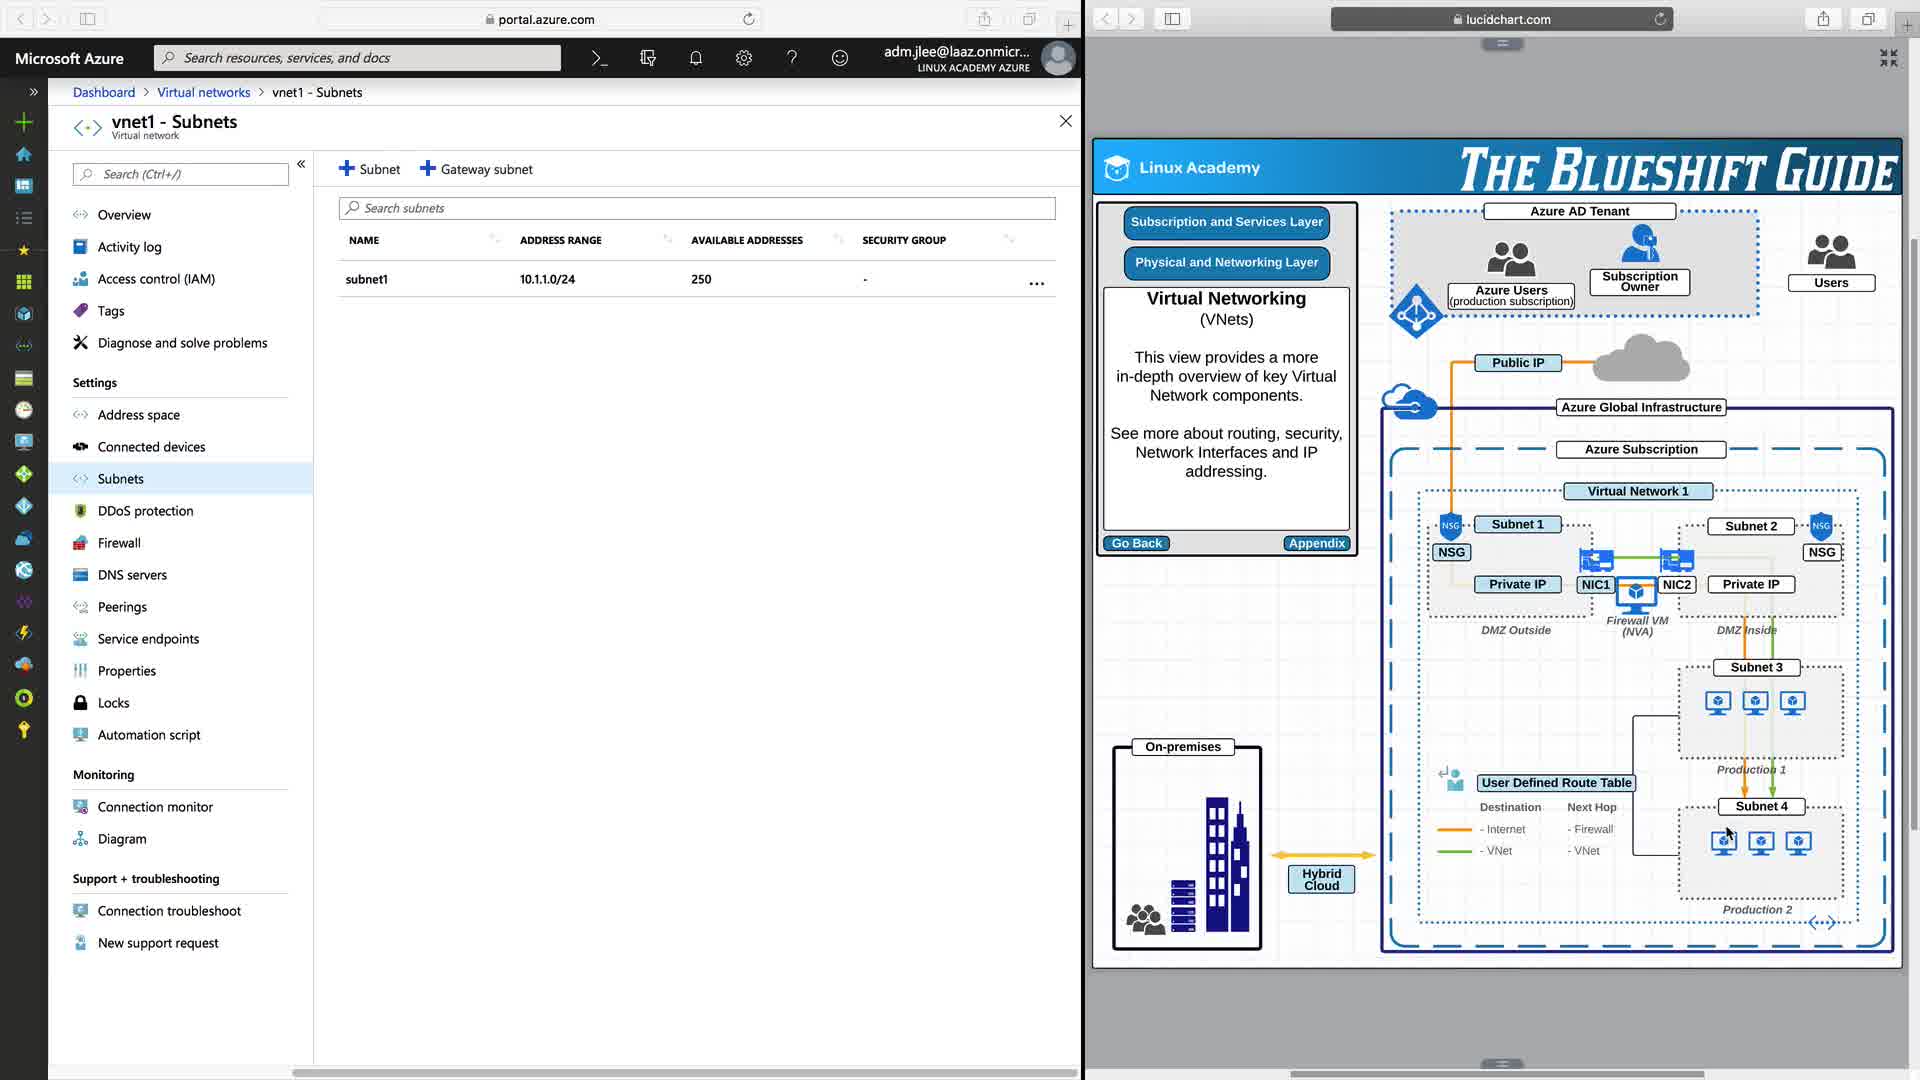 portal.azure.com
Microsoft Azure
Search resources, services, and docs
adm.jlee@laaz.onmicr...
LINUX ACADEMY AZURE
Dashboard > Virtual networks > vnet1 - Subnets
vnet1 - Subnets
Virtual network
Search (Ctrl+/)
Overview
Activity log
Access control (IAM)
Tags
Diagnose and solve problems
Settings
Address space
Connected devices
Subnets
DDoS protection
Firewall
DNS servers
Peerings
Service endpoints
Properties
Locks
Automation script
Monitoring
Connection monitor
Diagram
Support + troubleshooting
Connection troubleshoot
New support request
Subnet
Gateway subnet
Search subnets
NAME ADDRESS RANGE AVAILABLE ADDRESSES SECURITY GROUP
subnet1 10.1.1.0/24 250 - ...
lucidchart.com
Linux Academy
THE BLUESHIFT GUIDE
Subscription and Services Layer
Physical and Networking Layer
Virtual Networking
(VNets)
This view provides a more
in-depth overview of key Virtual
Network components.
See more about routing, security,
Network Interfaces and IP
addressing.
Go Back
Appendix
Azure AD Tenant
Azure Users
(production subscription)
Subscription
Owner
Users
Public IP
Azure Global Infrastructure
Azure Subscription
Virtual Network 1
NSG
NSG
Subnet 1
Private IP
DMZ Outside
NIC1
NIC2
Firewall VM
(NVA)
Subnet 2
NSG
NSG
Private IP
DMZ Inside
Subnet 3
Production 1
User Defined Route Table
Destination Next Hop
- Internet - Firewall
- VNet - VNet
Subnet 4
Production 2
On-premises
Hybrid
Cloud